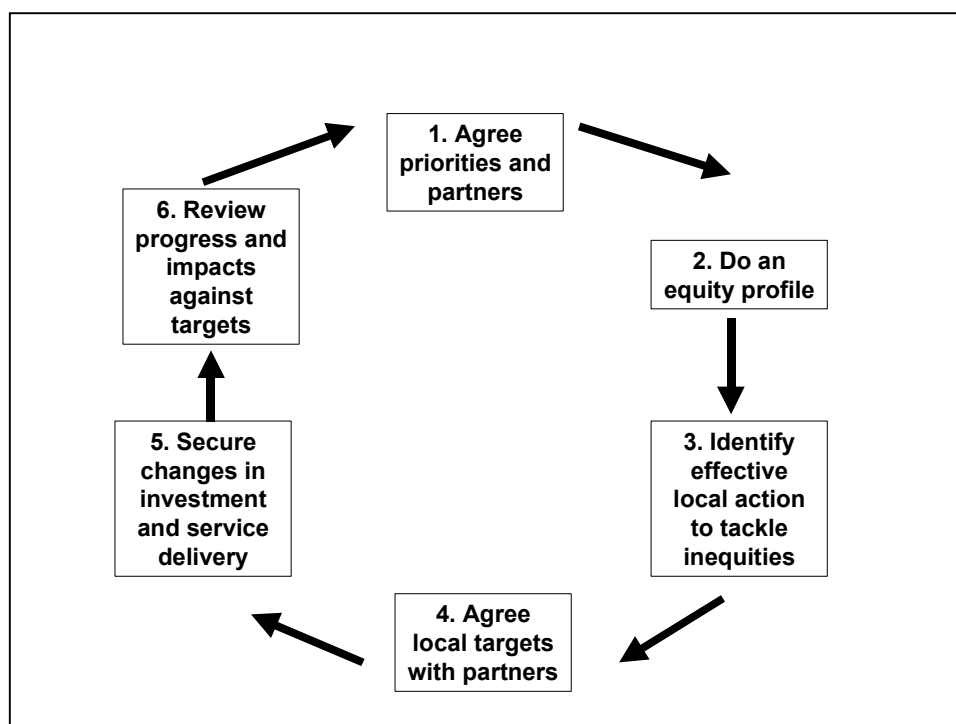 1. Agree
priorities and
partners
2. Do an
equity profile
3. Identify
effective
local action
to tackle
inequities
4. Agree
local targets
with partners
5. Secure
changes in
investment
and service
delivery
6. Review
progress and
impacts
against
targets